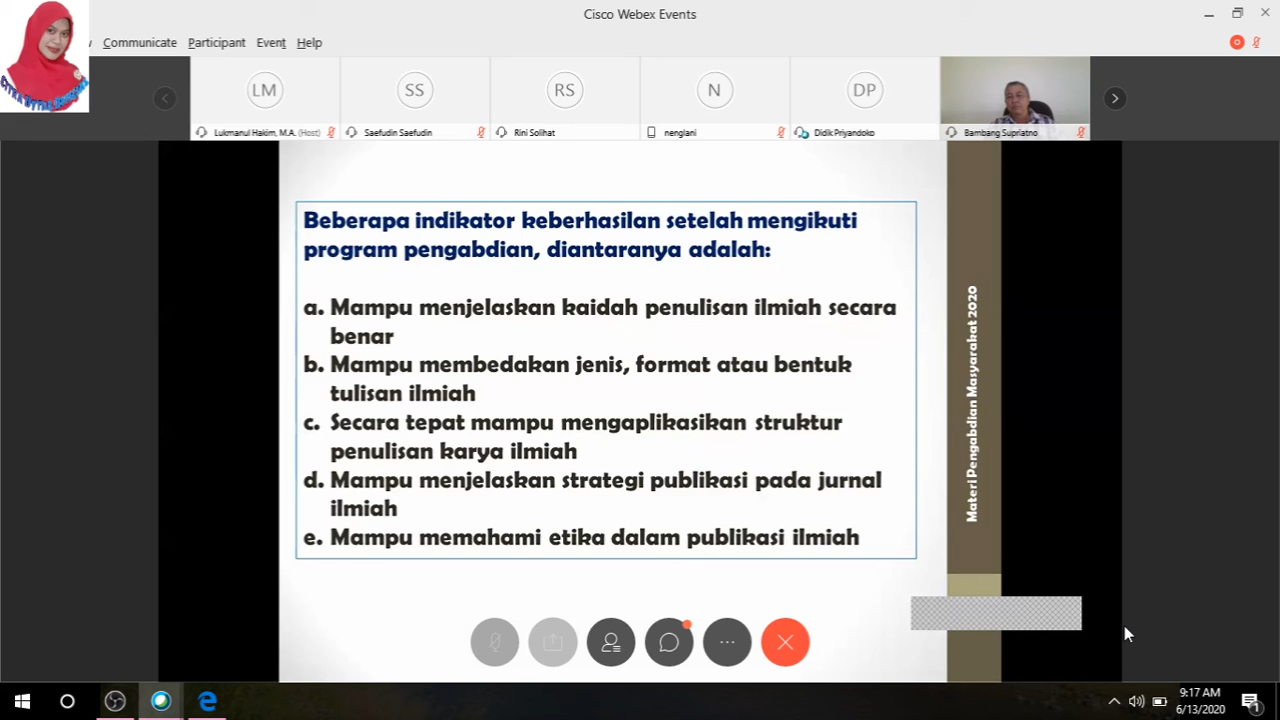 Cisco Webex Events
Communicate Participant Event Help
LM SS RS N DP
Lukmanul Hakim, M.A. (Host) Saefudin Saefudin Rini Solihat nenglani Didik Priyandoko Bambang Supriatno
Beberapa indikator keberhasilan setelah mengikuti
program pengabdian, diantaranya adalah:
a. Mampu menjelaskan kaidah penulisan ilmiah secara
benar
b. Mampu membedakan jenis, format atau bentuk
tulisan ilmiah
c. Secara tepat mampu mengaplikasikan struktur
penulisan karya ilmiah
d. Mampu menjelaskan strategi publikasi pada jurnal
ilmiah
e. Mampu memahami etika dalam publikasi ilmiah
Materi Pengabdian Masyarakat 2020
9:17 AM
6/13/2020
1